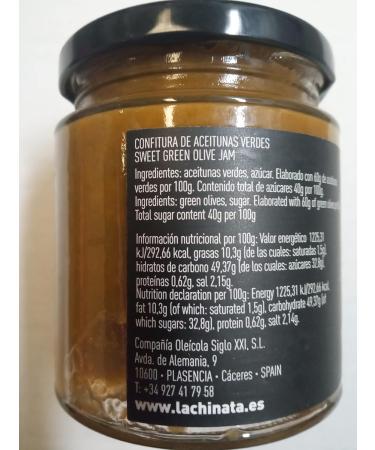 CONFITURA DE ACEITUNAS VERDES
SWEET GREEN OLIVE JAM
Ingredientes: aceitunas verdes, azúcar. Elaborado con 60g de aceitunas
verdes por 100g. Contenido total de azúcares 40g por 100g.
Ingredients: green olives, sugar. Elaborated with 60g of green olives
Total sugar content 40g per 100g
Información nutricional por 100g: Valor energético 1225,31
kJ/292,66 kcal, grasas 10,3g (de las cuales: saturadas 1,5g),
hidratos de carbono 49,37g (de los cuales: azúcares 32,8g),
proteínas 0,62g, sal 2,15g.
Nutrition declaration per 100g: Energy 1225,31 kJ/292,66 kcal,
fat 10,3g (of which: saturated 1,5g), carbohydrate 49,37g (of
which sugars: 32,8g), protein 0,62g, salt 2,14g.
Compañía Oleícola Siglo XXI, S.L.
Avda. de Alemania, 9
10600 • PLASENCIA • Cáceres • SPAIN
T: +34 927 41 79 58
www.lachinata.es